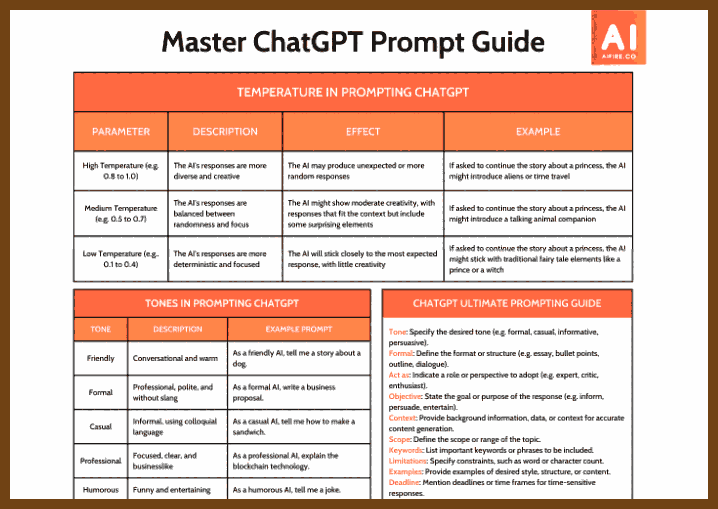 Master ChatGPT Prompt Guide
AI
AIFIRE.CO
TEMPERATURE IN PROMPTING CHATGPT
PARAMETER DESCRIPTION EFFECT EXAMPLE
High Temperature (e.g.
0.8 to 1.0)
The AI's responses are more
diverse and creative
The AI may produce unexpected or more
random responses
If asked to continue the story about a princess, the AI
might introduce aliens or time travel
Medium Temperature
(e.g. 0.5 to 0.7)
The AI's responses are
balanced between
randomness and focus
The AI might show moderate creativity, with
responses that fit the context but include
some surprising elements
If asked to continue the story about a princess, the AI
might introduce a talking animal companion
Low Temperature (e.g..
0.1 to 0.4)
The AI's responses are more
deterministic and focused
The AI will stick closely to the most expected
response, with little creativity
If asked to continue the story about a princess, the AI
might stick with traditional fairy tale elements like a
prince or a witch
TONES IN PROMPTING CHATGPT
TONE DESCRIPTION EXAMPLE PROMPT
Friendly
Conversational and warm
As a friendly AI, tell me a story about a
dog.
Formal
Professional, polite, and
without slang
As a formal AI, write a business
proposal.
Casual
Informal, using colloquial
language
As a casual AI, tell me how to make a
sandwich.
Professional
Focused, clear, and
businesslike
As a professional AI, explain the
blockchain technology.
Humorous
Funny and entertaining
As a humorous AI, tell me a joke.
CHATGPT ULTIMATE PROMPTING GUIDE
Tone: Specify the desired tone (e.g. formal, casual, informative,
persuasive).
Format: Define the format or structure (e.g. essay, bullet points,
outline, dialogue).
Act as: Indicate a role or perspective to adopt (e.g. expert, critic,
enthusiast).
Objective: State the goal or purpose of the response (e.g. inform,
persuade, entertain).
Context: Provide background information, data, or context for accurate
content generation.
Scope: Define the scope or range of the topic.
Keywords: List important keywords or phrases to be included.
Limitations: Specify constraints, such as word or character count.
Examples: Provide examples of desired style, structure, or content.
Deadline: Mention deadlines or time frames for time-sensitive
responses.